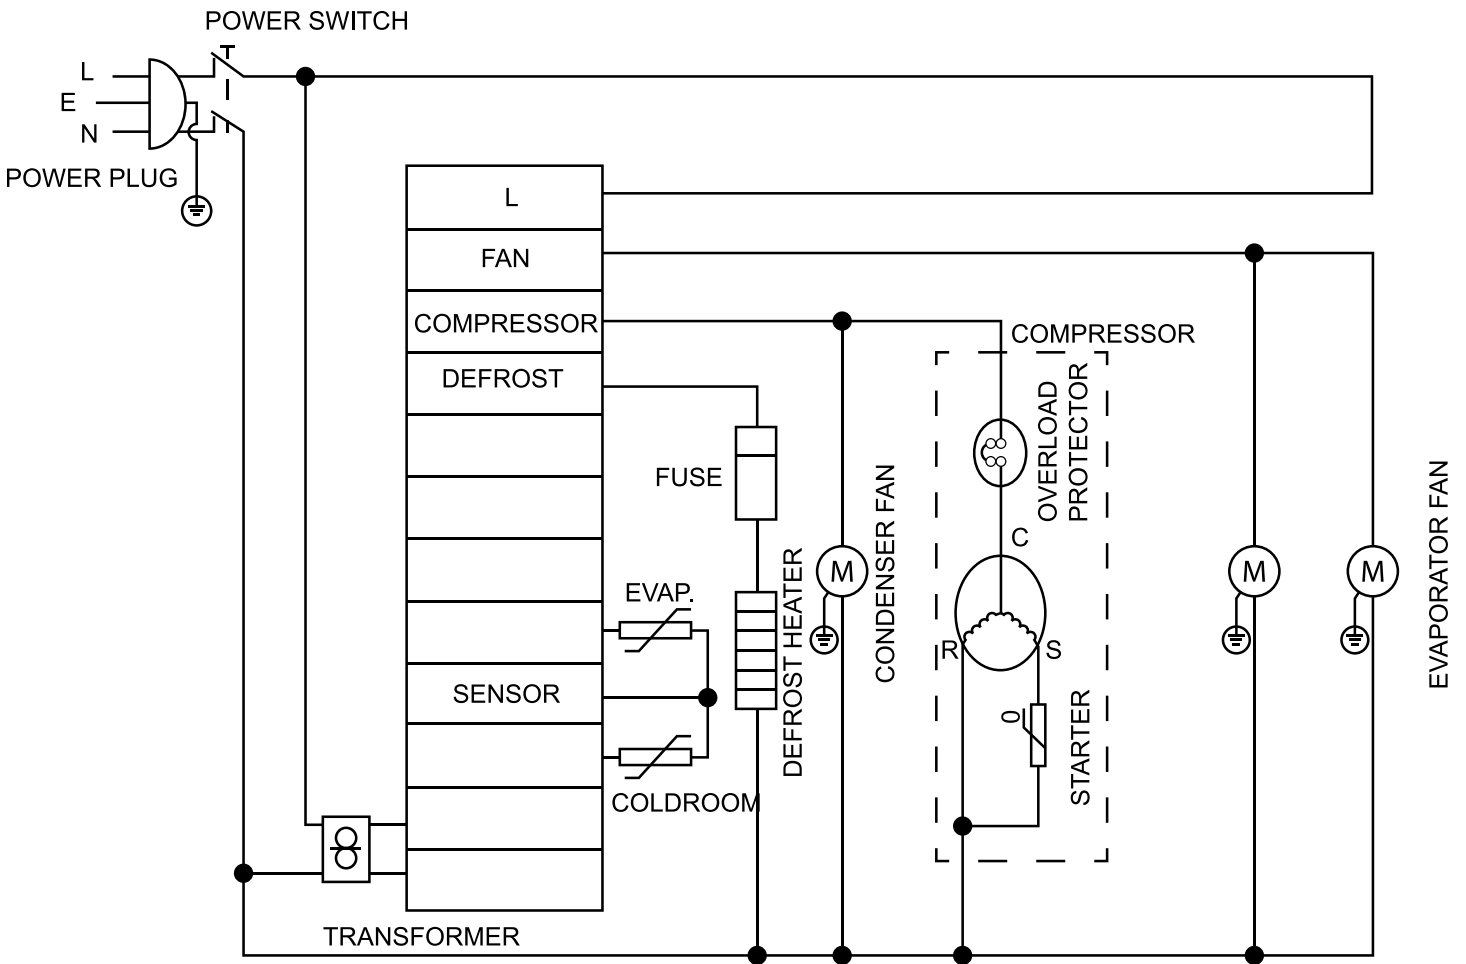 POWER SWITCH
L
E
N
POWER PLUG
L
FAN
COMPRESSOR
DEFROST
SENSOR
FUSE
EVAP.
COLDROOM
DEFROST HEATER
M
CONDENSER FAN
COMPRESSOR
OVERLOAD
PROTECTOR
C
R
S
0
STARTER
M
M
EVAPORATOR FAN
TRANSFORMER